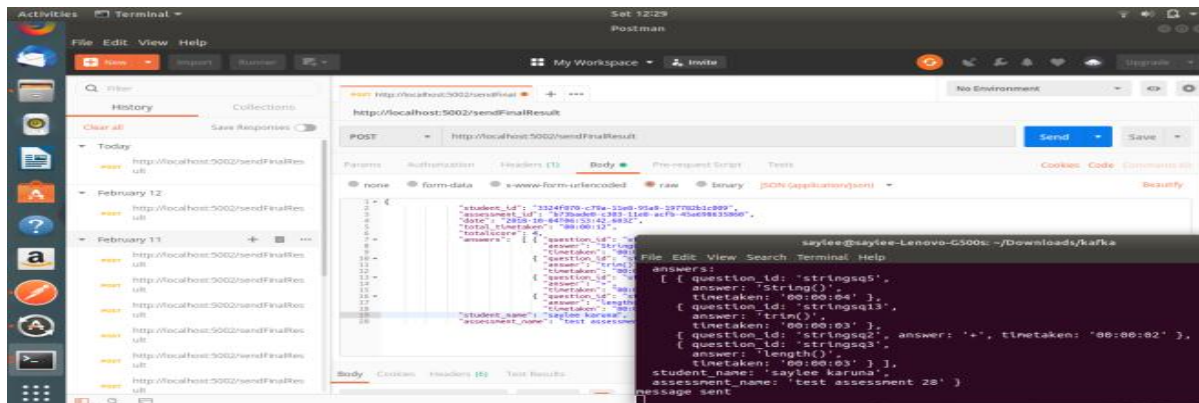 Activities Terminal Sat 12:29
Postman
File Edit View Help
New Import Runner My Workspace Invite Upgrade
Filter
History Collections
Clear all Save Responses
Today
POST http://localhost:5002/sendFinalRes
ult
February 12
POST http://localhost:5002/sendFinalRes
ult
February 11
POST http://localhost:5002/sendFinalRes
ult
POST http://localhost:5002/sendFinalRes
ult
POST http://localhost:5002/sendFinalRes
ult
POST http://localhost:5002/sendFinalRes
ult
POST http://localhost:5002/sendFinalRes
ult
POST http://localhost:5002/sendFinal + ... No Environment
http://localhost:5002/sendFinalResult
POST http://localhost:5002/sendFinalResult Send Save
Params Authorization Headers (1) Body Pre-request Script Tests Cookies Code
none form-data x-www-form-urlencoded raw binary JSON (application/json) Beautify
"student_id":
"assessment_id":
"date":
"total_timetaken": "00:00:12",
"totalscore": 4,
"answers": [ { "question_id":
"student_name": "saylee karuna",
"assessment_name": "test assessmen
Body Cookies Headers (6) Test Results
saylee@saylee-Lenovo-G500s: ~/Downloads/kafka
File Edit View Search Terminal Help
answers:
[ { question_id: 'stringsq5',
answer: 'String()',
timetaken: '00:00:04' },
{ question_id: 'stringsq13',
answer: 'trim()',
timetaken: '00:00:03' },
{ question_id: 'stringsq2', answer: '+', timetaken: '00:00:02' },
{ question_id: 'stringsq3',
answer: 'length()',
timetaken: '00:00:03' } ],
student_name: 'saylee karuna',
assessment_name: 'test assessment 28' }
message sent